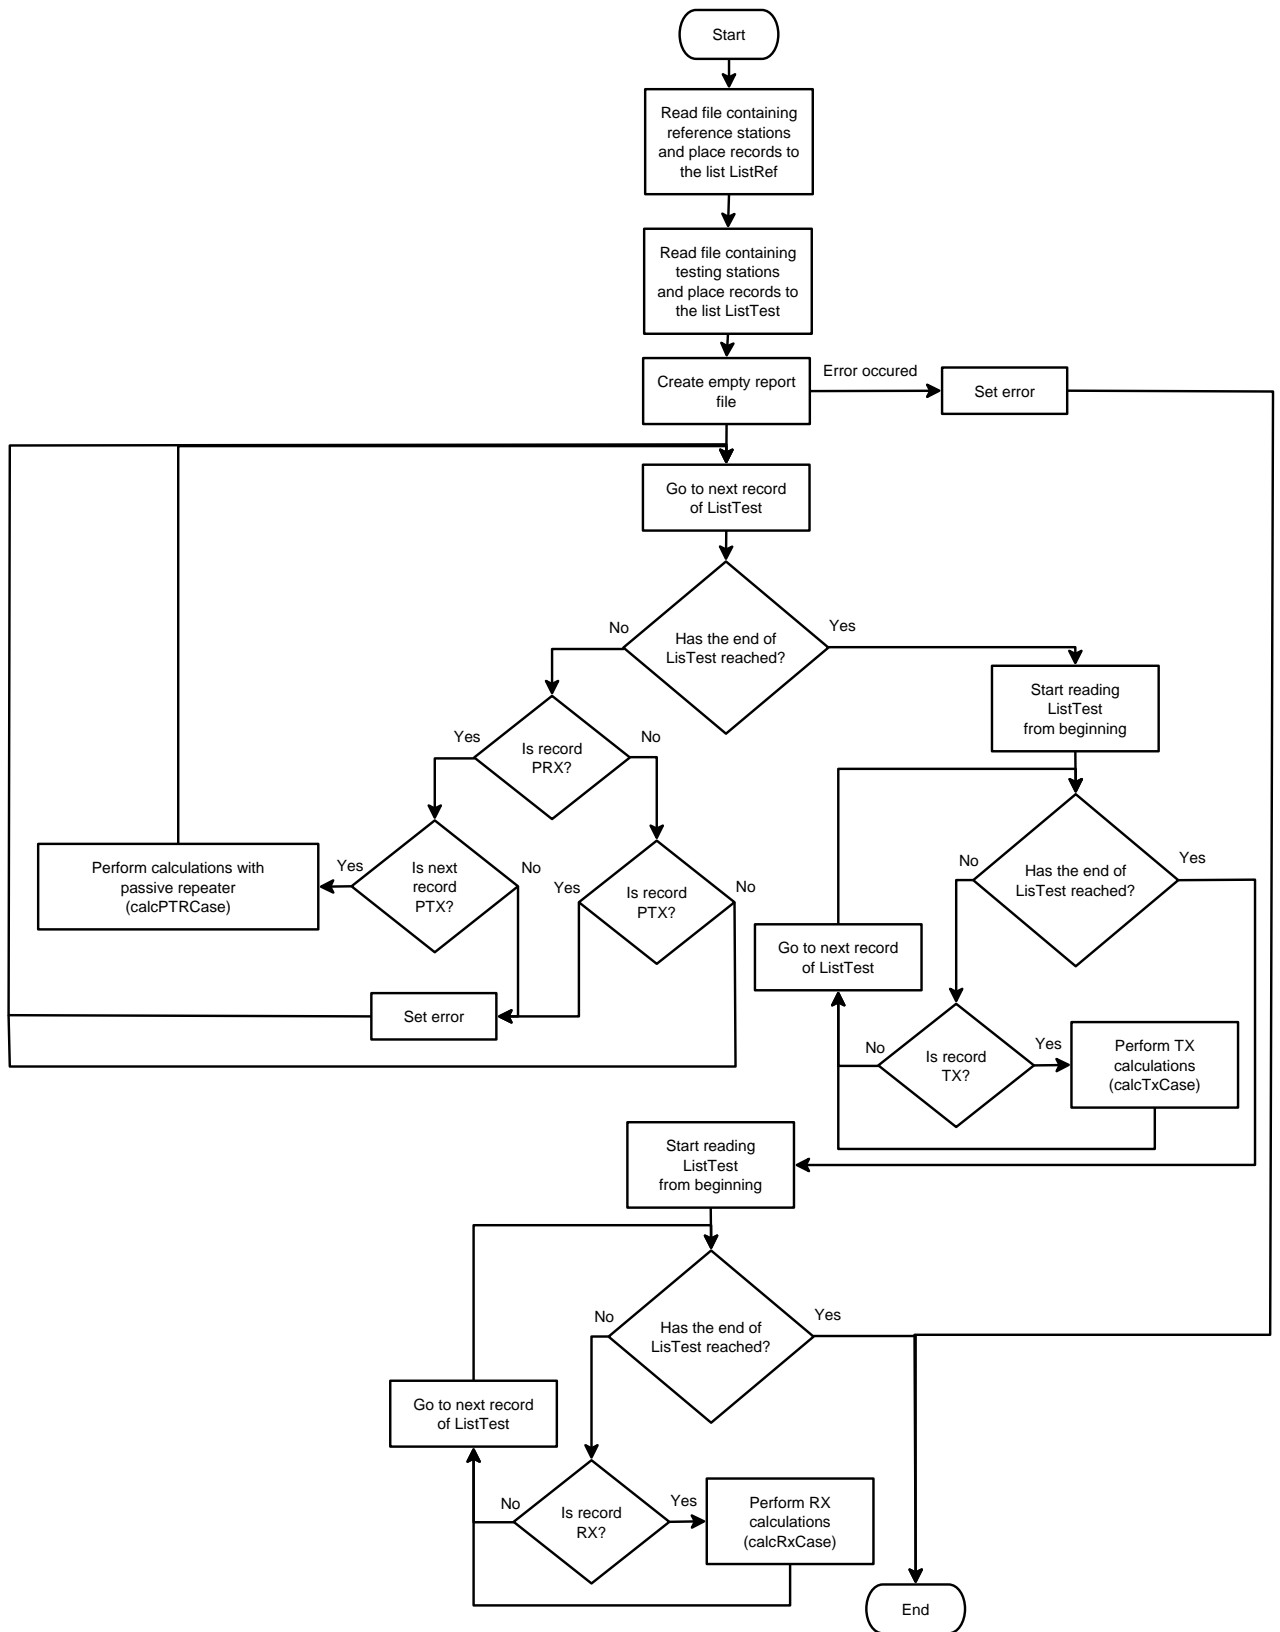 Start
Read file containing
reference stations
and place records to
the list ListRef
Read file containing
testing stations
and place records to
the list ListTest
Create empty report
file
Error occured
Set error
Go to next record
of ListTest
No
Has the end of
LisTest reached?
Yes
Start reading
ListTest
from beginning
Yes
Is record
PRX?
No
Perform calculations with
passive repeater
(calcPTRCase)
Yes
Is next
record
PTX?
No
Yes
Is record
PTX?
No
No
Has the end of
LisTest reached?
Yes
Go to next record
of ListTest
Set error
No
Is record
TX?
Yes
Perform TX
calculations
(calcTxCase)
Start reading
ListTest
from beginning
No
Has the end of
LisTest reached?
Yes
Go to next record
of ListTest
No
Is record
RX?
Yes
Perform RX
calculations
(calcRxCase)
End